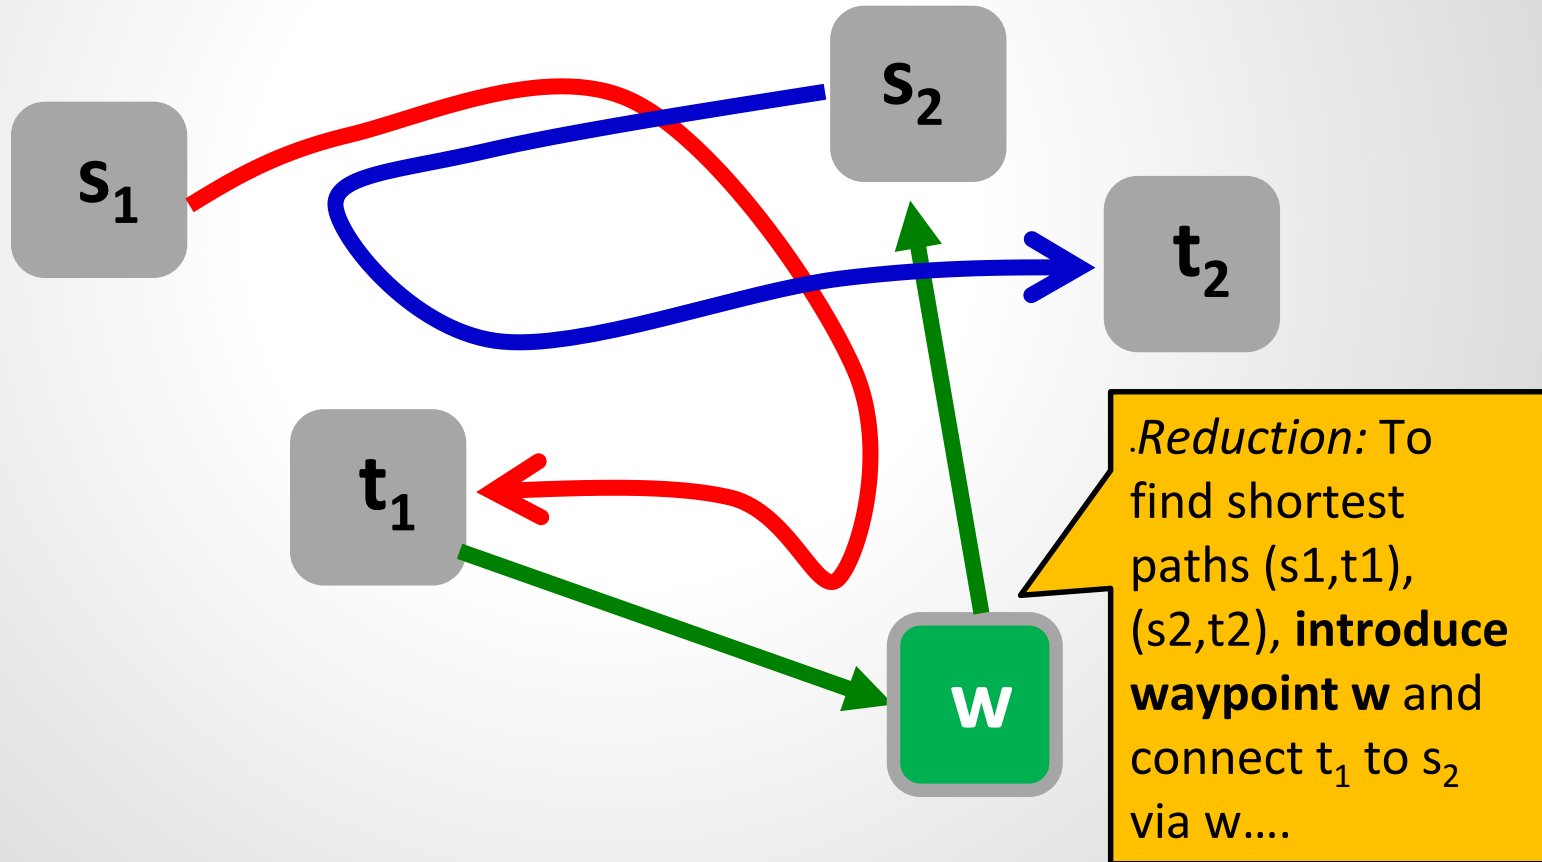 s₂
s₁
t₂
t₁
w
.Reduction: To
find shortest
paths (s1,t1),
(s2,t2), introduce
waypoint w and
connect t₁ to s₂
via w....